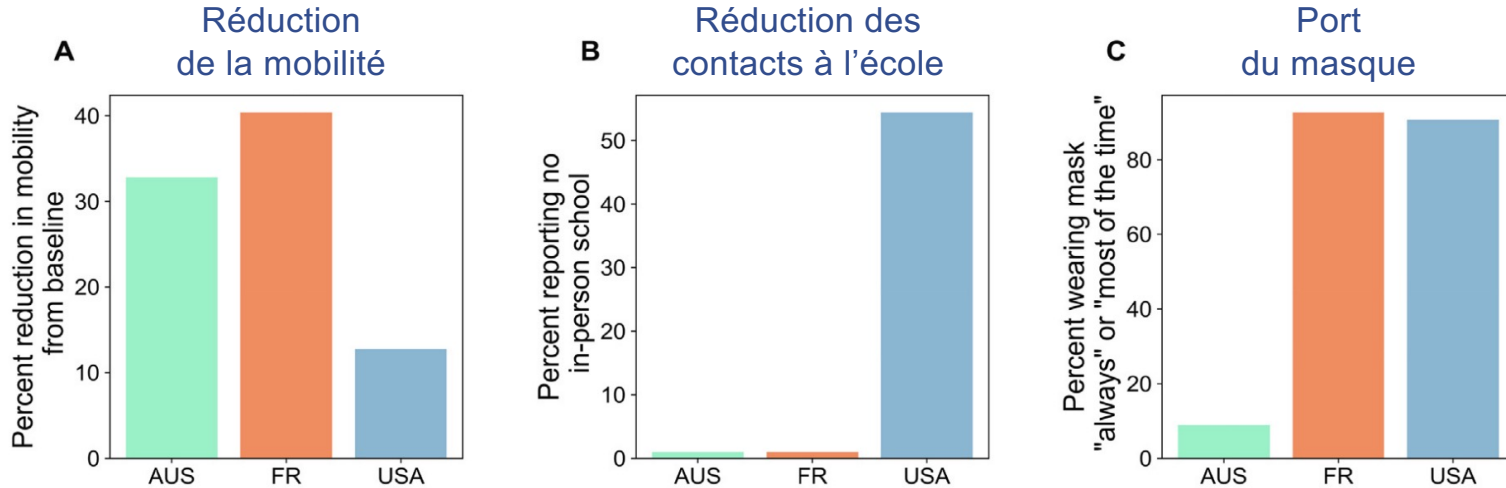 A
Réduction
de la mobilité
Percent reduction in mobility
from baseline
40
30
20
10
0
AUS FR USA
B
Réduction des
contacts à l’école
Percent reporting no
in-person school
50
40
30
20
10
0
AUS FR USA
C
Port
du masque
Percent wearing mask
"always" or "most of the time"
80
60
40
20
0
AUS FR USA